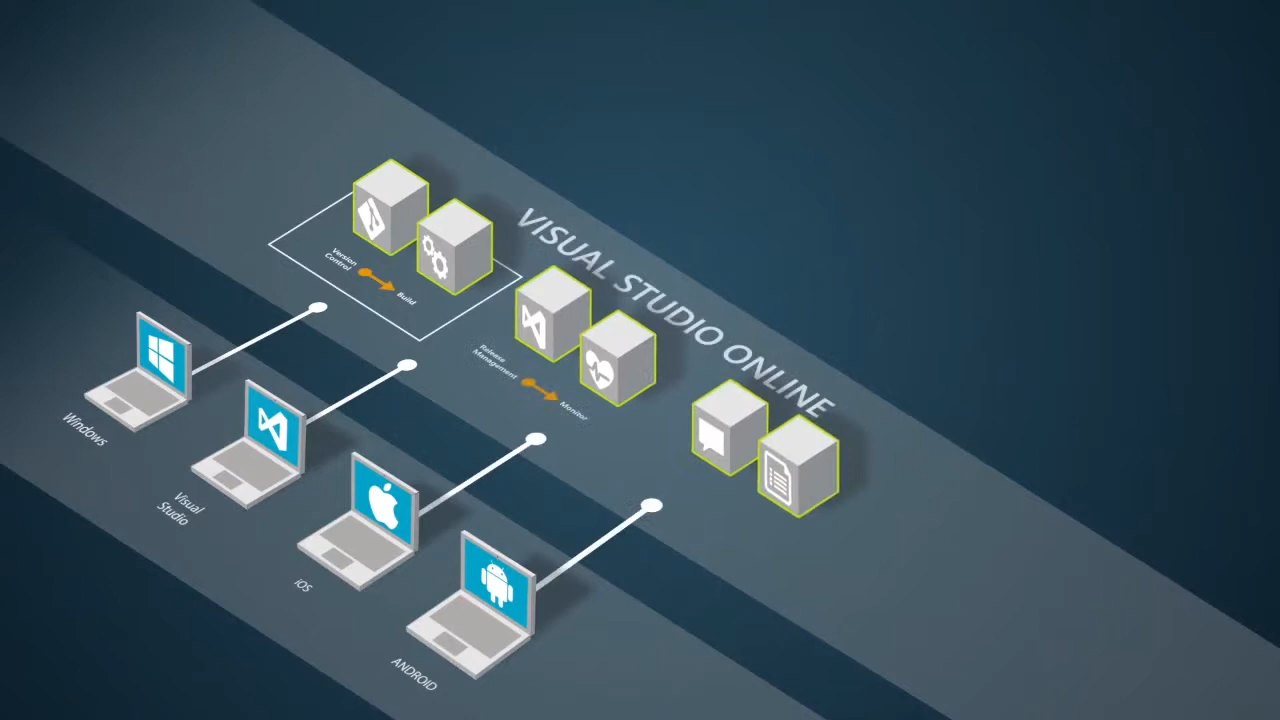 VISUAL STUDIO ONLINE
Version
Control
Build
Release
Management
Monitor
Windows
Visual
Studio
iOS
ANDROID